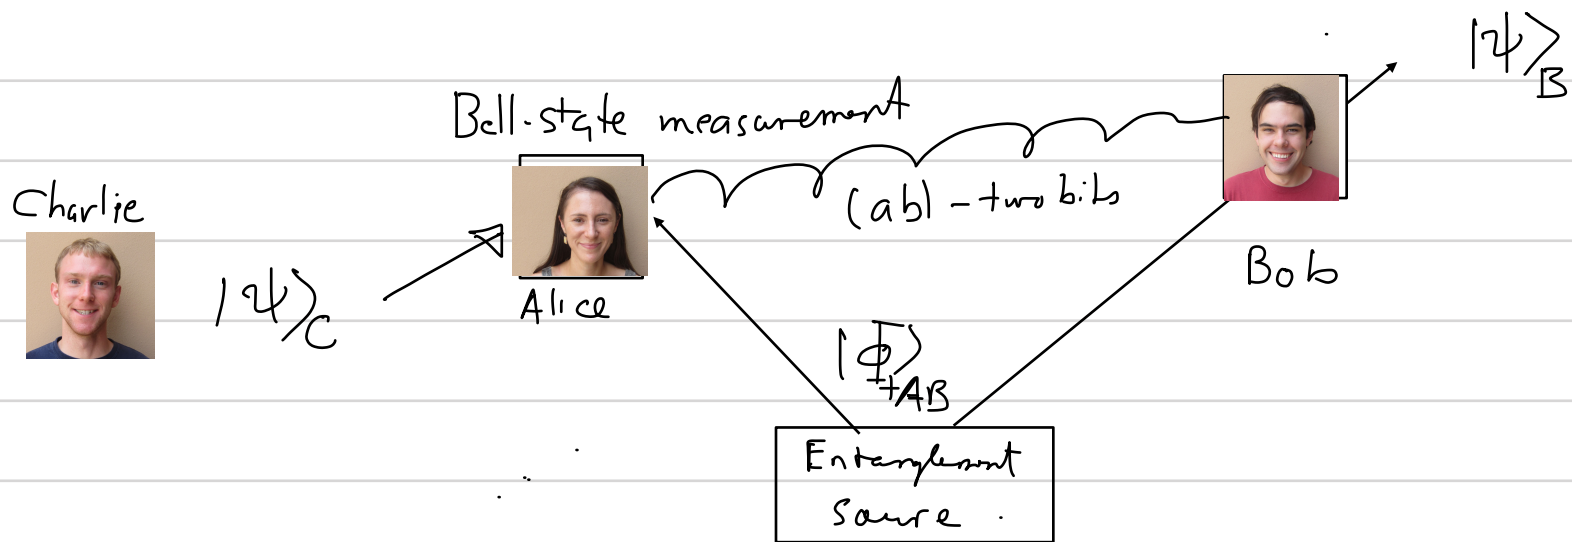 |ψ⟩
B
Bell-state measurement
Charlie
(ab) - two bits
Bob
|ψ⟩C
Alice
|Φ⟩
+AB
Entanglement
Source